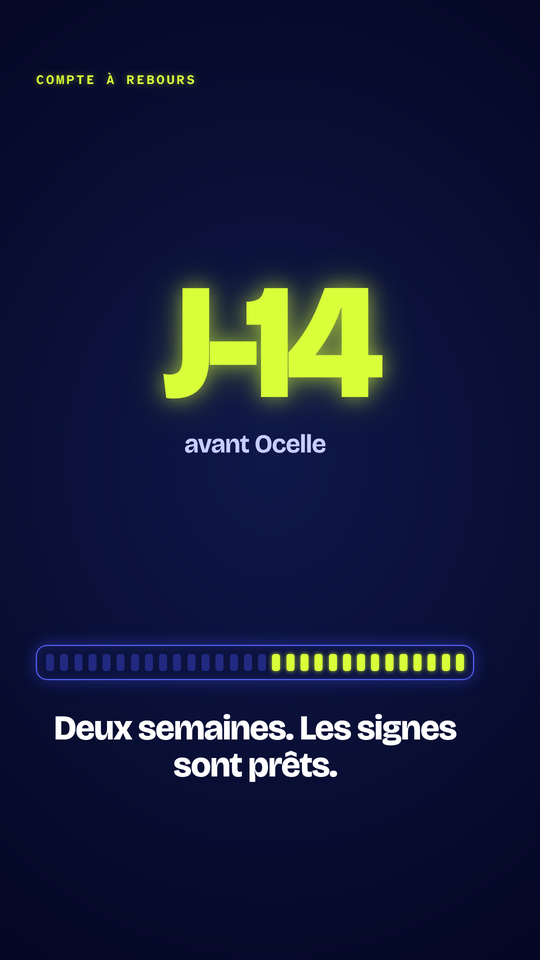 COMPTE À REBOURS
J-14
avant Ocelle
Deux semaines. Les signes
sont prêts.